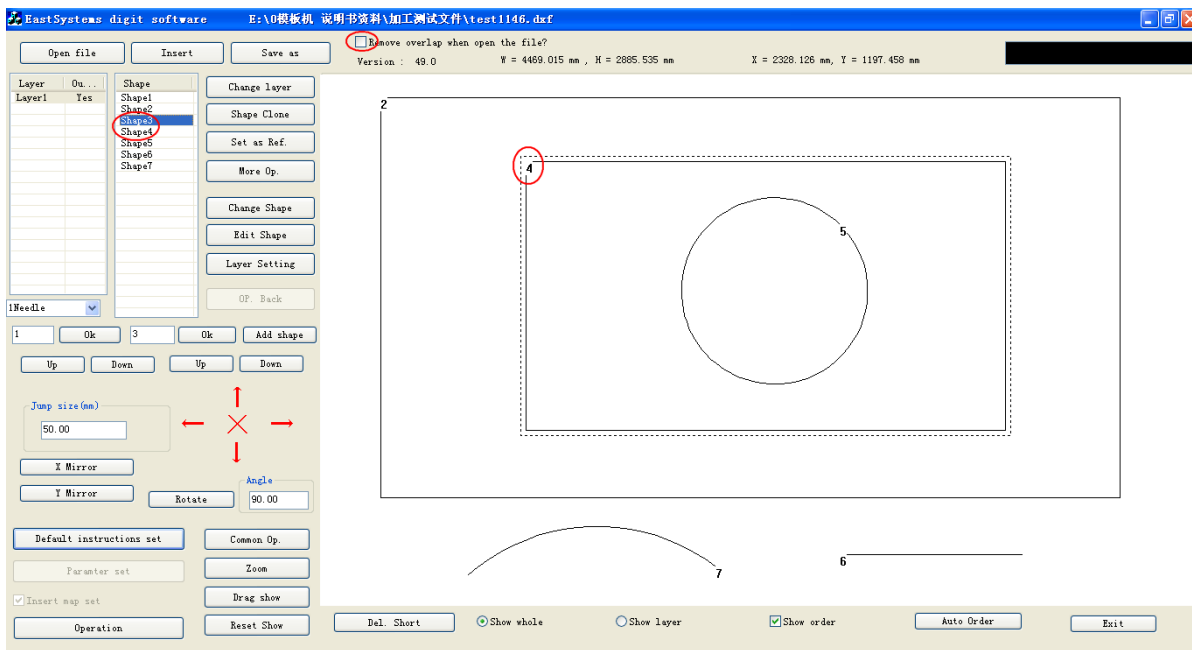 EastSystems digit software E:\0模板机 说明书资料\加工测试文件\test1146.dxf
Open file Insert Save as
Remove overlap when open the file?
Version : 49.0 W = 4469.015 mm , H = 2885.535 mm X = 2328.126 mm, Y = 1197.458 mm
Layer Ou... Shape
Layer1 Yes Shape1
Shape2
Shape3
Shape4
Shape5
Shape6
Shape7
Change layer
Shape Clone
Set as Ref.
More Op.
Change Shape
Edit Shape
Layer Setting
OP. Back
1Needle
1 Ok 3 Ok Add shape
Up Down Up Down
Jump size(mm)
50.00
X Mirror
Y Mirror
Rotate
Angle
90.00
Default instructions set
Common Op.
Paramter set
Zoom
Insert map set
Drag show
Operation
Reset Show
2
4
5
6
7
Del. Short Show whole Show layer Show order Auto Order Exit